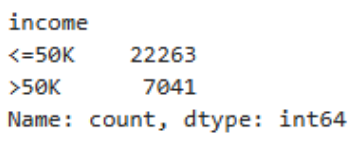 income
<=50K    22263
>50K      7041
Name: count, dtype: int64